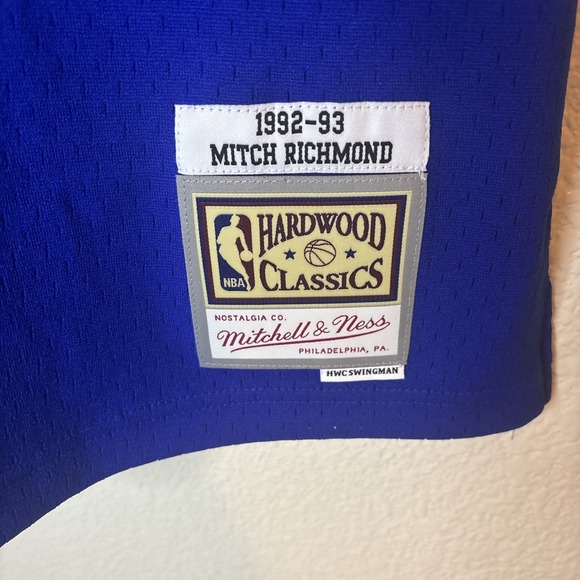 1992-93
MITCH RICHMOND
HARDWOOD
NBA
CLASSICS
NOSTALGIA CO.
Mitchell & Ness
PHILADELPHIA, PA.
HWCSWINGMAN